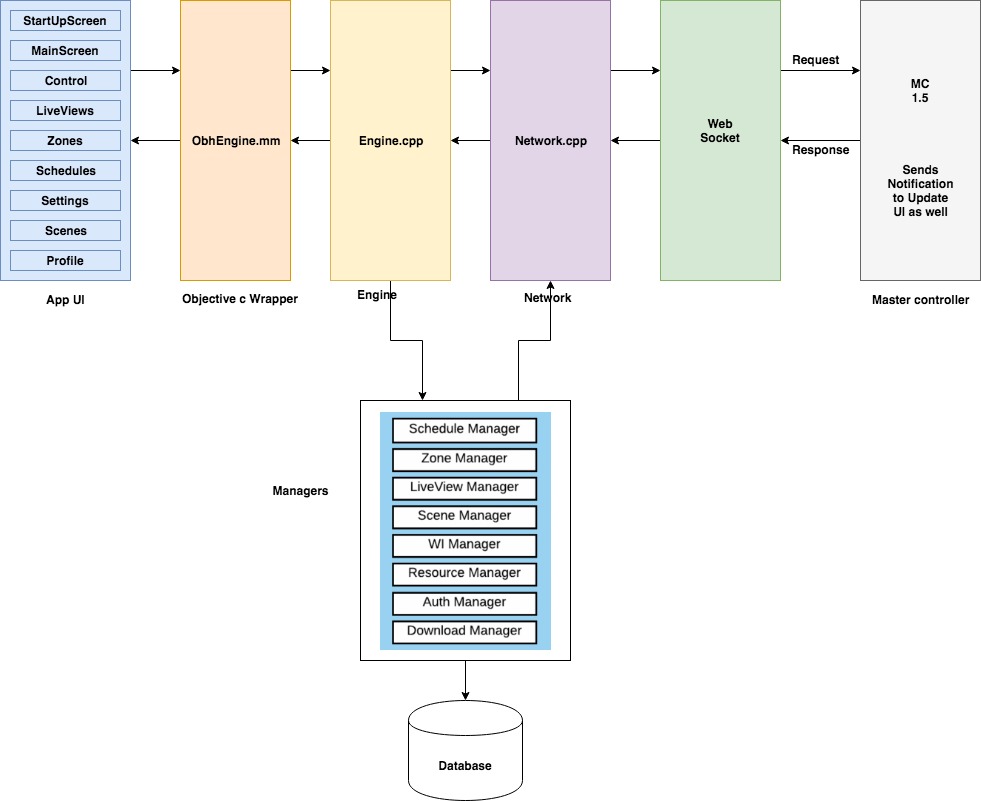 StartUpScreen
MainScreen
Control
LiveViews
Zones
Schedules
Settings
Scenes
Profile
App UI
ObhEngine.mm
Objective c Wrapper
Engine.cpp
Engine
Network.cpp
Network
Web
Socket
Request
Response
MC
1.5
Sends
Notification
to Update
UI as well
Master controller
Managers
Schedule Manager
Zone Manager
LiveView Manager
Scene Manager
WI Manager
Resource Manager
Auth Manager
Download Manager
Database